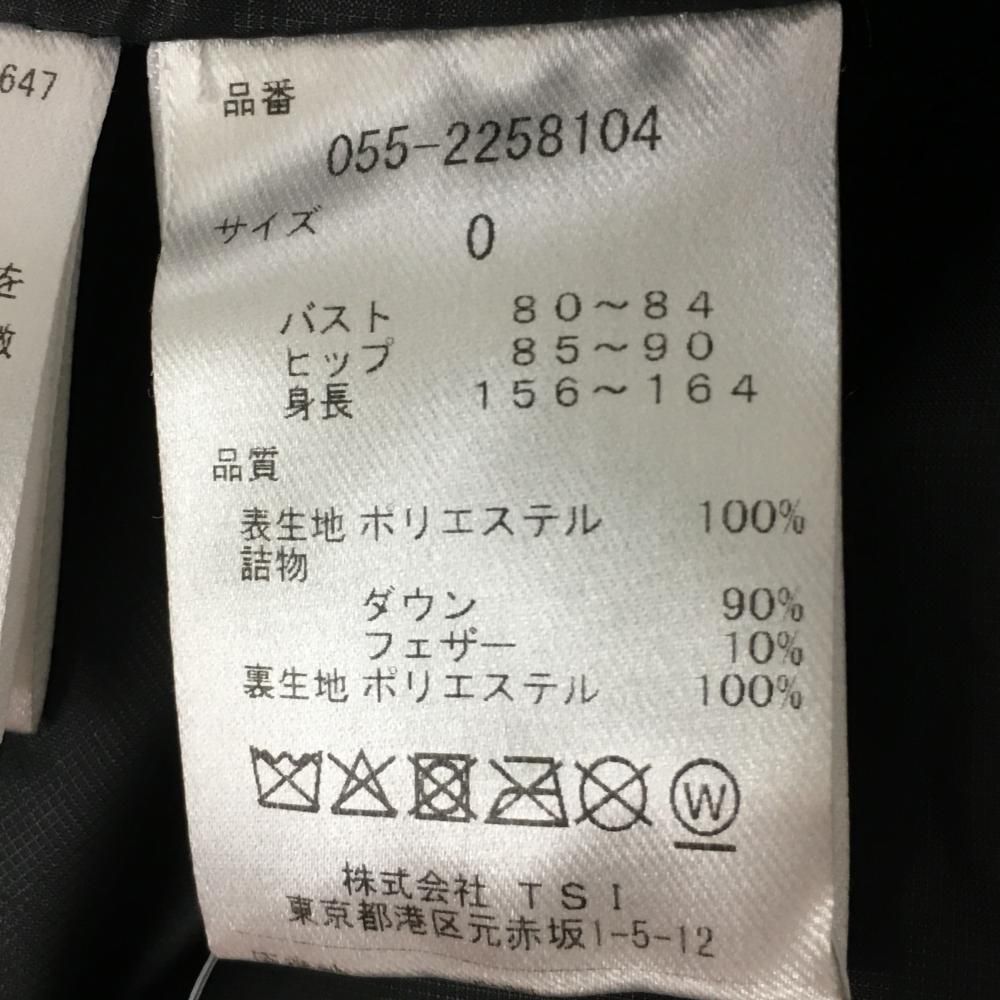 647
を
数
品番
055-2258104
サイズ 0
バスト 80～84
ヒップ 85～90
身長 156～164
品質
表生地 ポリエステル 100%
詰物
ダウン 90%
フェザー 10%
裏生地 ポリエステル 100%
W
株式会社 TSI
東京都港区元赤坂1-5-12